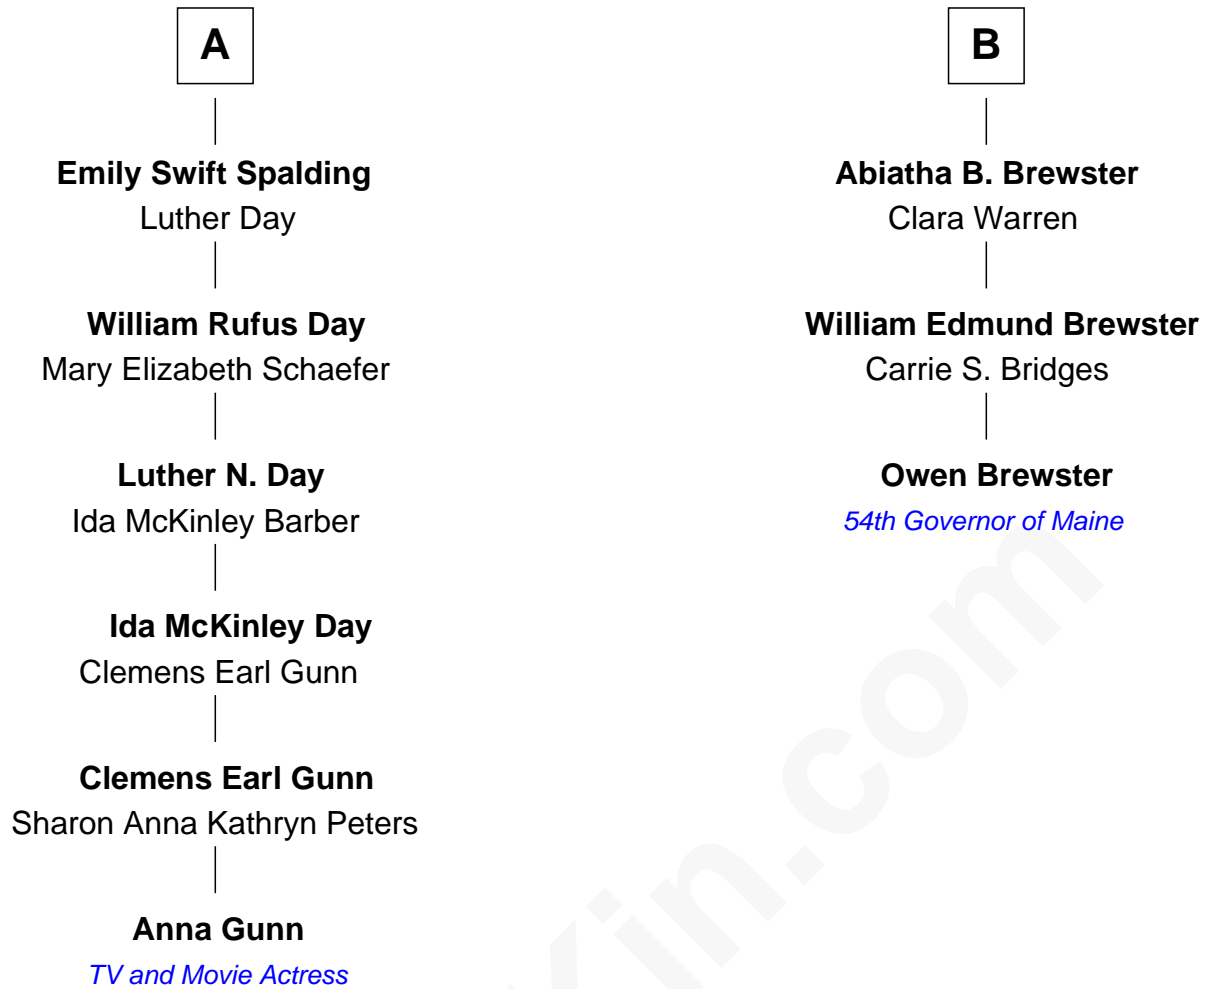 A
Emily Swift Spalding
Luther Day
William Rufus Day
Mary Elizabeth Schaefer
Luther N. Day
Ida McKinley Barber
Ida McKinley Day
Clemens Earl Gunn
Clemens Earl Gunn
Sharon Anna Kathryn Peters
Anna Gunn
TV and Movie Actress
B
Abiatha B. Brewster
Clara Warren
William Edmund Brewster
Carrie S. Bridges
Owen Brewster
54th Governor of Maine
Kin.com